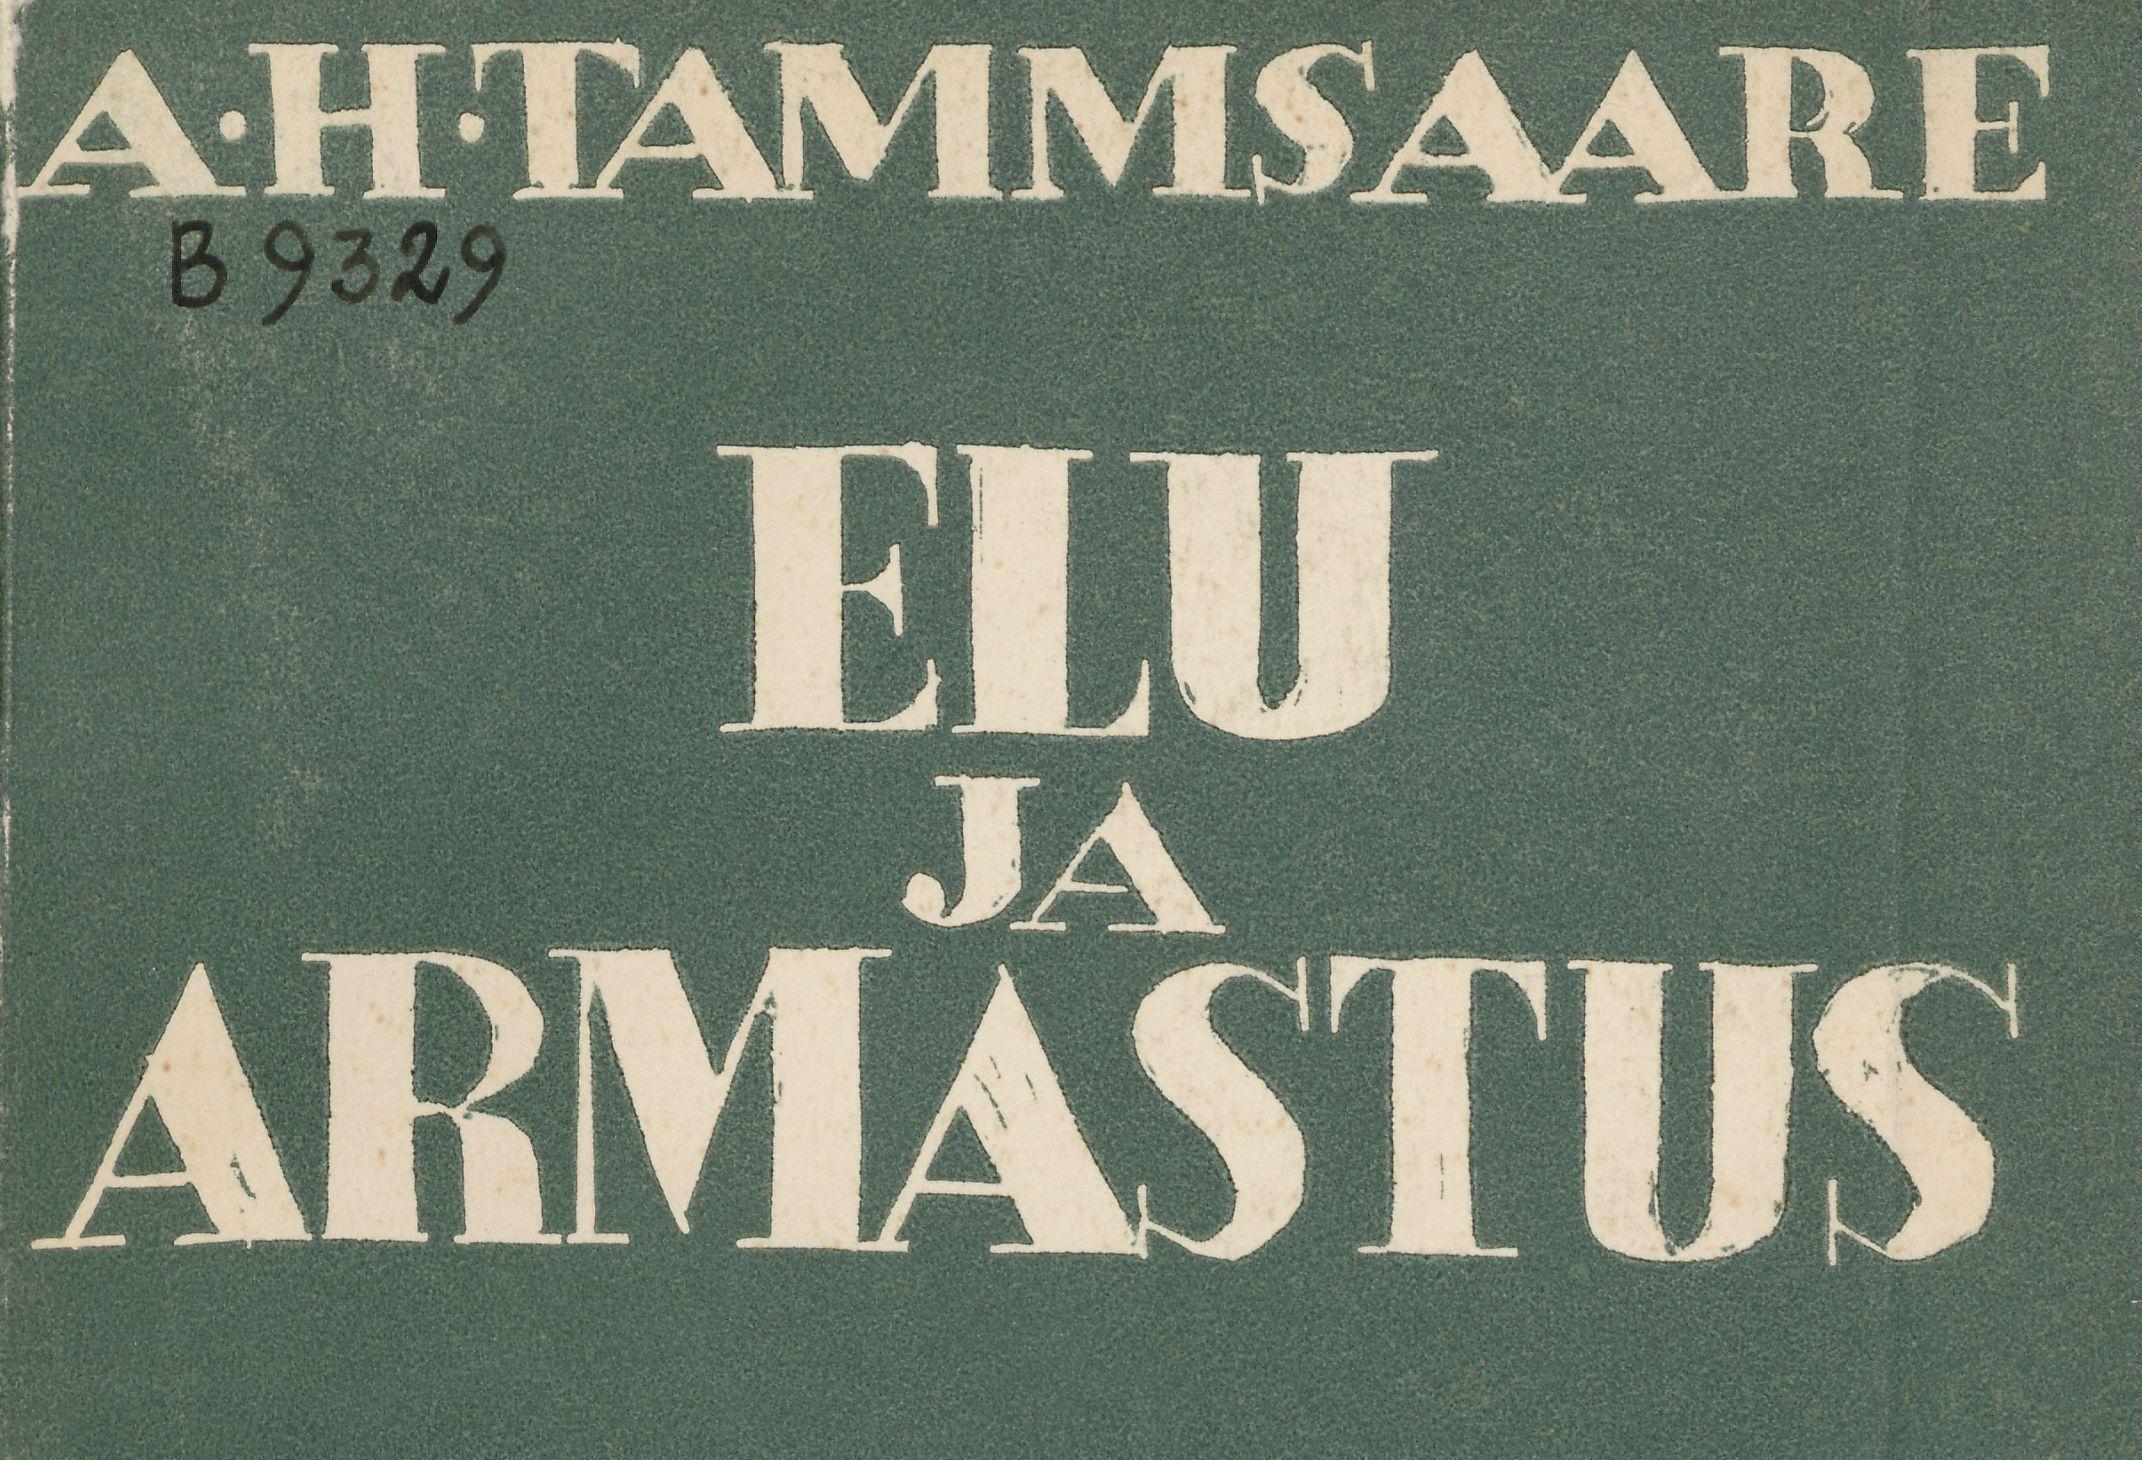 A·H·TAMMSAARE
B 9329
ELU
JA
ARMASTUS